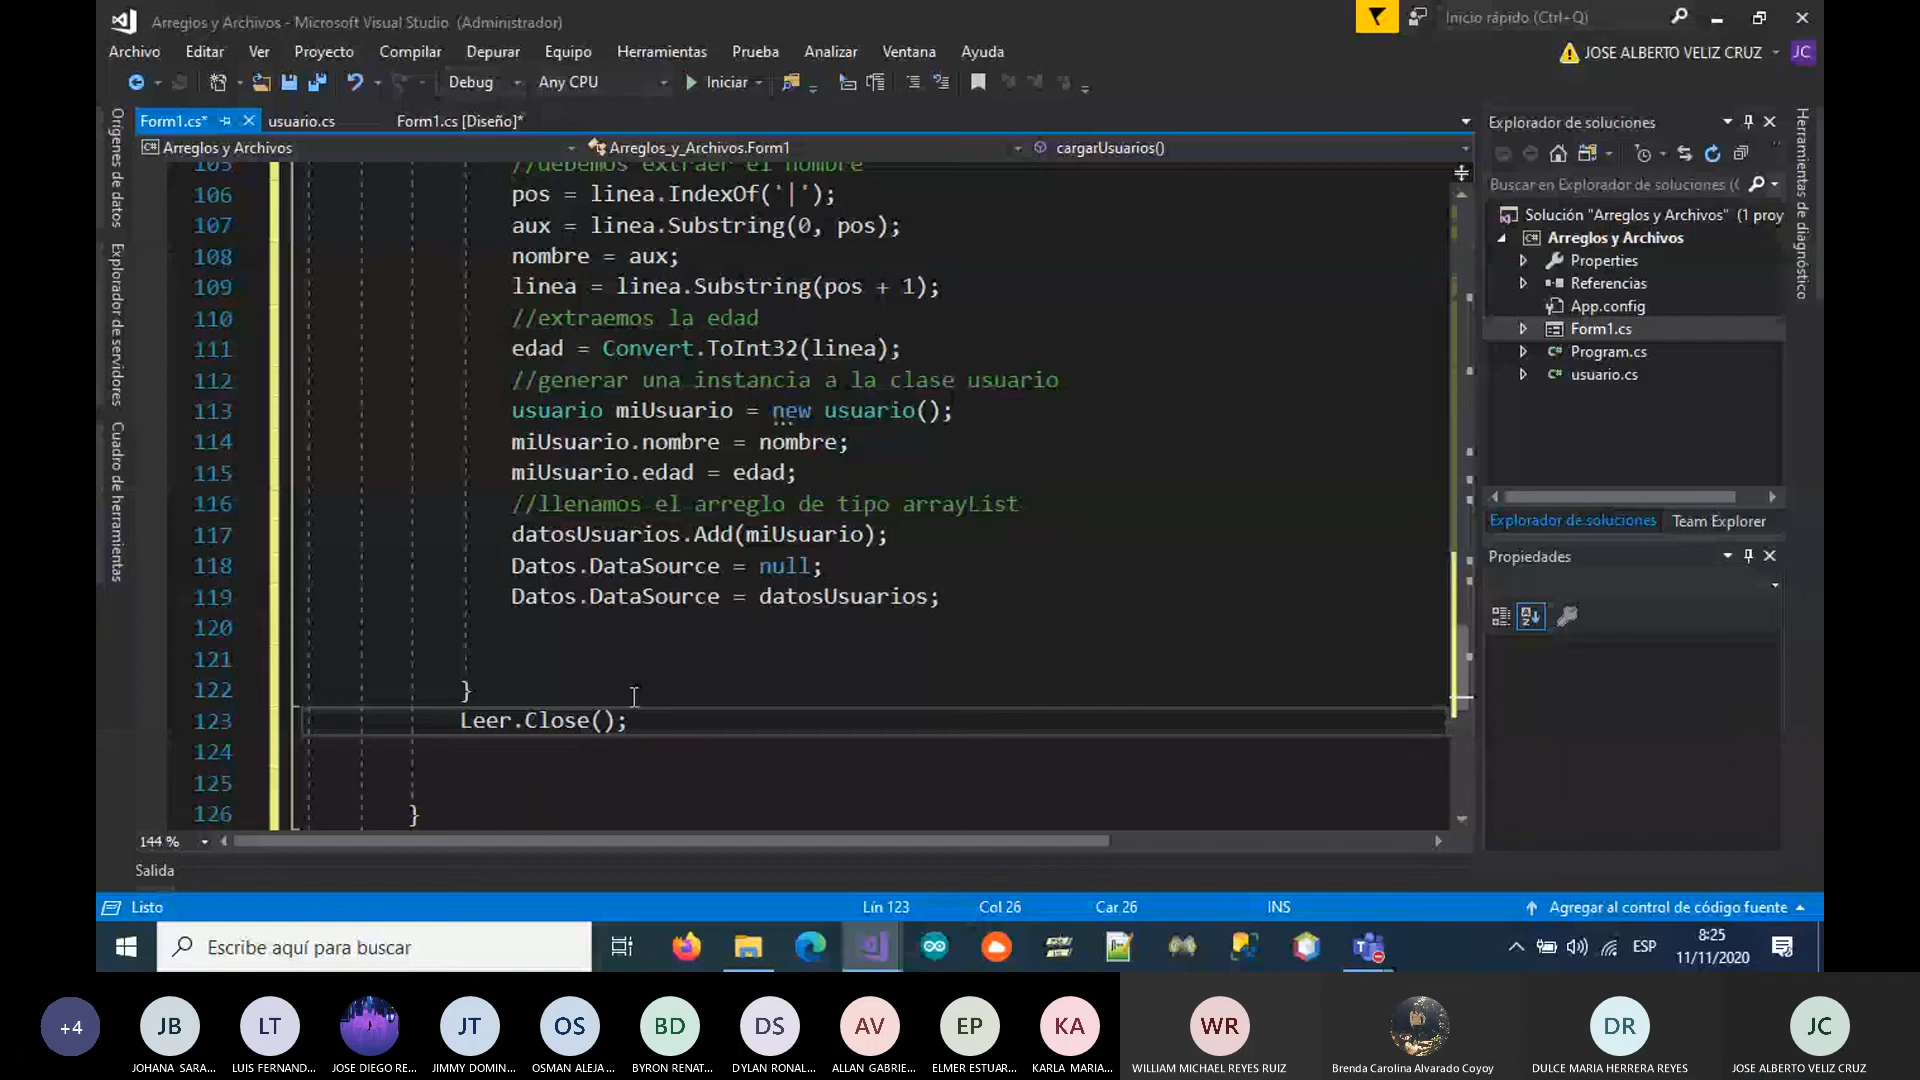 Arreglos y Archivos - Microsoft Visual Studio (Administrador)
Inicio rápido (Ctrl+Q)
Archivo Editar Ver Proyecto Compilar Depurar Equipo Herramientas Prueba Analizar Ventana Ayuda
JOSE ALBERTO VELIZ CRUZ JC
Debug Any CPU Iniciar
Form1.cs* usuario.cs Form1.cs [Diseño]*
Arreglos y Archivos Arreglos_y_Archivos.Form1 cargarUsuarios()
Orígenes de datos
Explorador de servidores
Cuadro de herramientas
105 //debemos extraer el nombre
106 pos = linea.IndexOf('|');
107 aux = linea.Substring(0, pos);
108 nombre = aux;
109 linea = linea.Substring(pos + 1);
110 //extraemos la edad
111 edad = Convert.ToInt32(linea);
112 //generar una instancia a la clase usuario
113 usuario miUsuario = new usuario();
114 miUsuario.nombre = nombre;
115 miUsuario.edad = edad;
116 //llenamos el arreglo de tipo arrayList
117 datosUsuarios.Add(miUsuario);
118 Datos.DataSource = null;
119 Datos.DataSource = datosUsuarios;
120
121
122 }
123 Leer.Close();
124
125
126 }
144 %
Salida
Explorador de soluciones
Buscar en Explorador de soluciones (
Solución "Arreglos y Archivos" (1 proy
C# Arreglos y Archivos
Properties
Referencias
App.config
Form1.cs
C# Program.cs
C# usuario.cs
Explorador de soluciones Team Explorer
Propiedades
Herramientas de diagnóstico
Listo Lín 123 Col 26 Car 26 INS Agregar al control de código fuente
Escribe aquí para buscar
ESP
8:25
11/11/2020
+4 JB LT JT OS BD DS AV EP KA WR DR JC
JOHANA SARA... LUIS FERNAND... JOSE DIEGO RE... JIMMY DOMIN... OSMAN ALEJA... BYRON RENAT... DYLAN RONAL... ALLAN GABRIE... ELMER ESTUAR... KARLA MARIA... WILLIAM MICHAEL REYES RUIZ Brenda Carolina Alvarado Coyoy DULCE MARIA HERRERA REYES JOSE ALBERTO VELIZ CRUZ